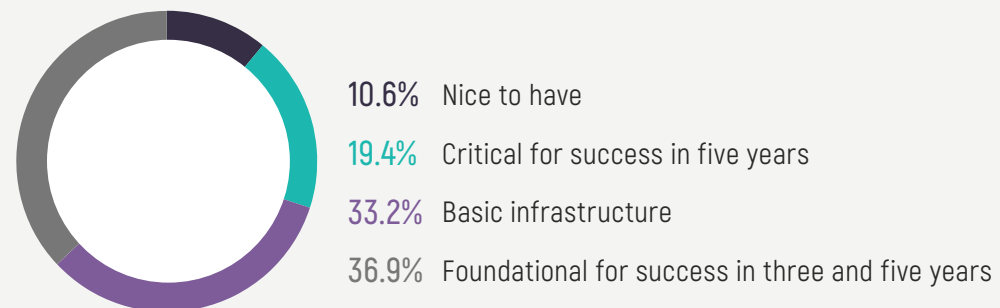 10.6% Nice to have
19.4% Critical for success in five years
33.2% Basic infrastructure
36.9% Foundational for success in three and five years